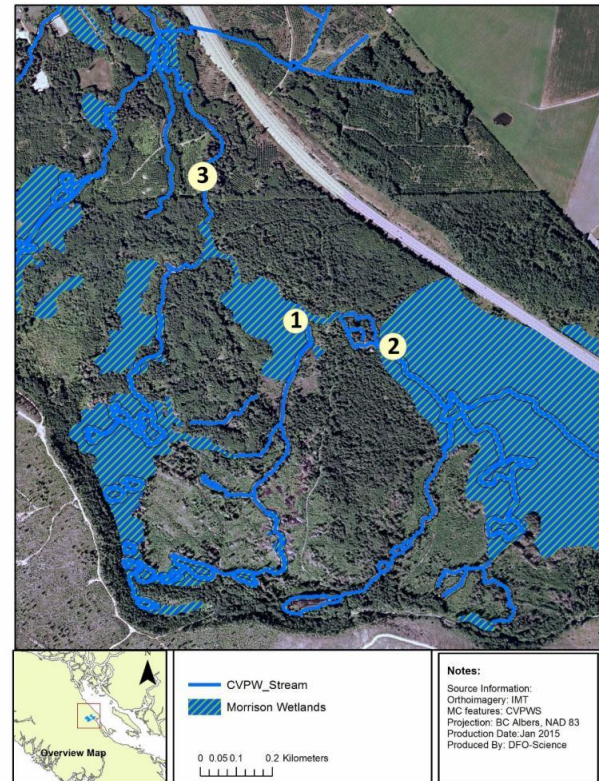 3
1
2
N
Overview Map
CVPW_Stream
Morrison Wetlands
0 0.05 0.1 0.2 Kilometers
Notes:
Source Information:
Orthoimagery: IMT
MC features: CVPWS
Projection: BC Albers, NAD 83
Production Date:Jan 2015
Produced By: DFO-Science